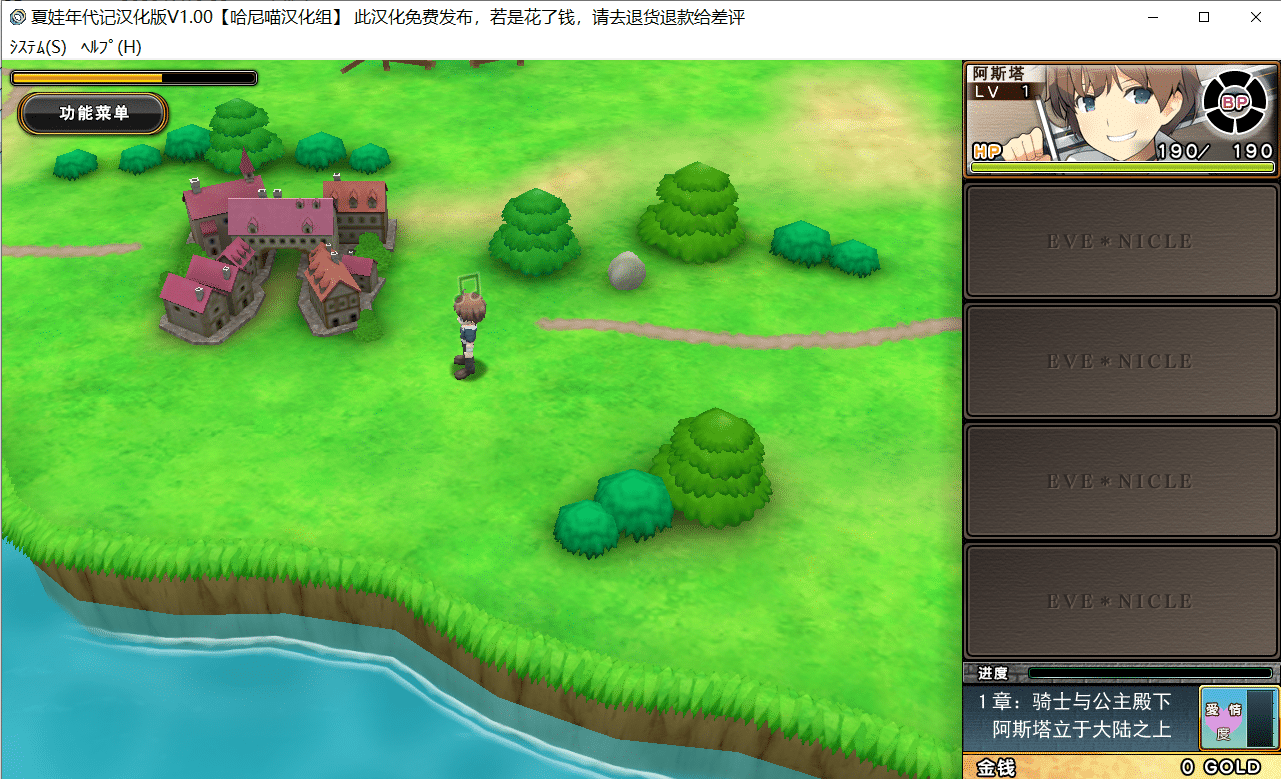 夏娃年代记汉化版V1.00【哈尼喵汉化组】 此汉化免费发布，若是花了钱，请去退货退款给差评
ｼｽﾃﾑ(S) ﾍﾙﾌﾟ(H)
功能菜单
阿斯塔
LV 1
BP
HP 190/ 190
EVE＊NICLE
EVE＊NICLE
EVE＊NICLE
EVE＊NICLE
进度
1章：骑士与公主殿下
阿斯塔立于大陆之上
受信度
金钱 0 GOLD